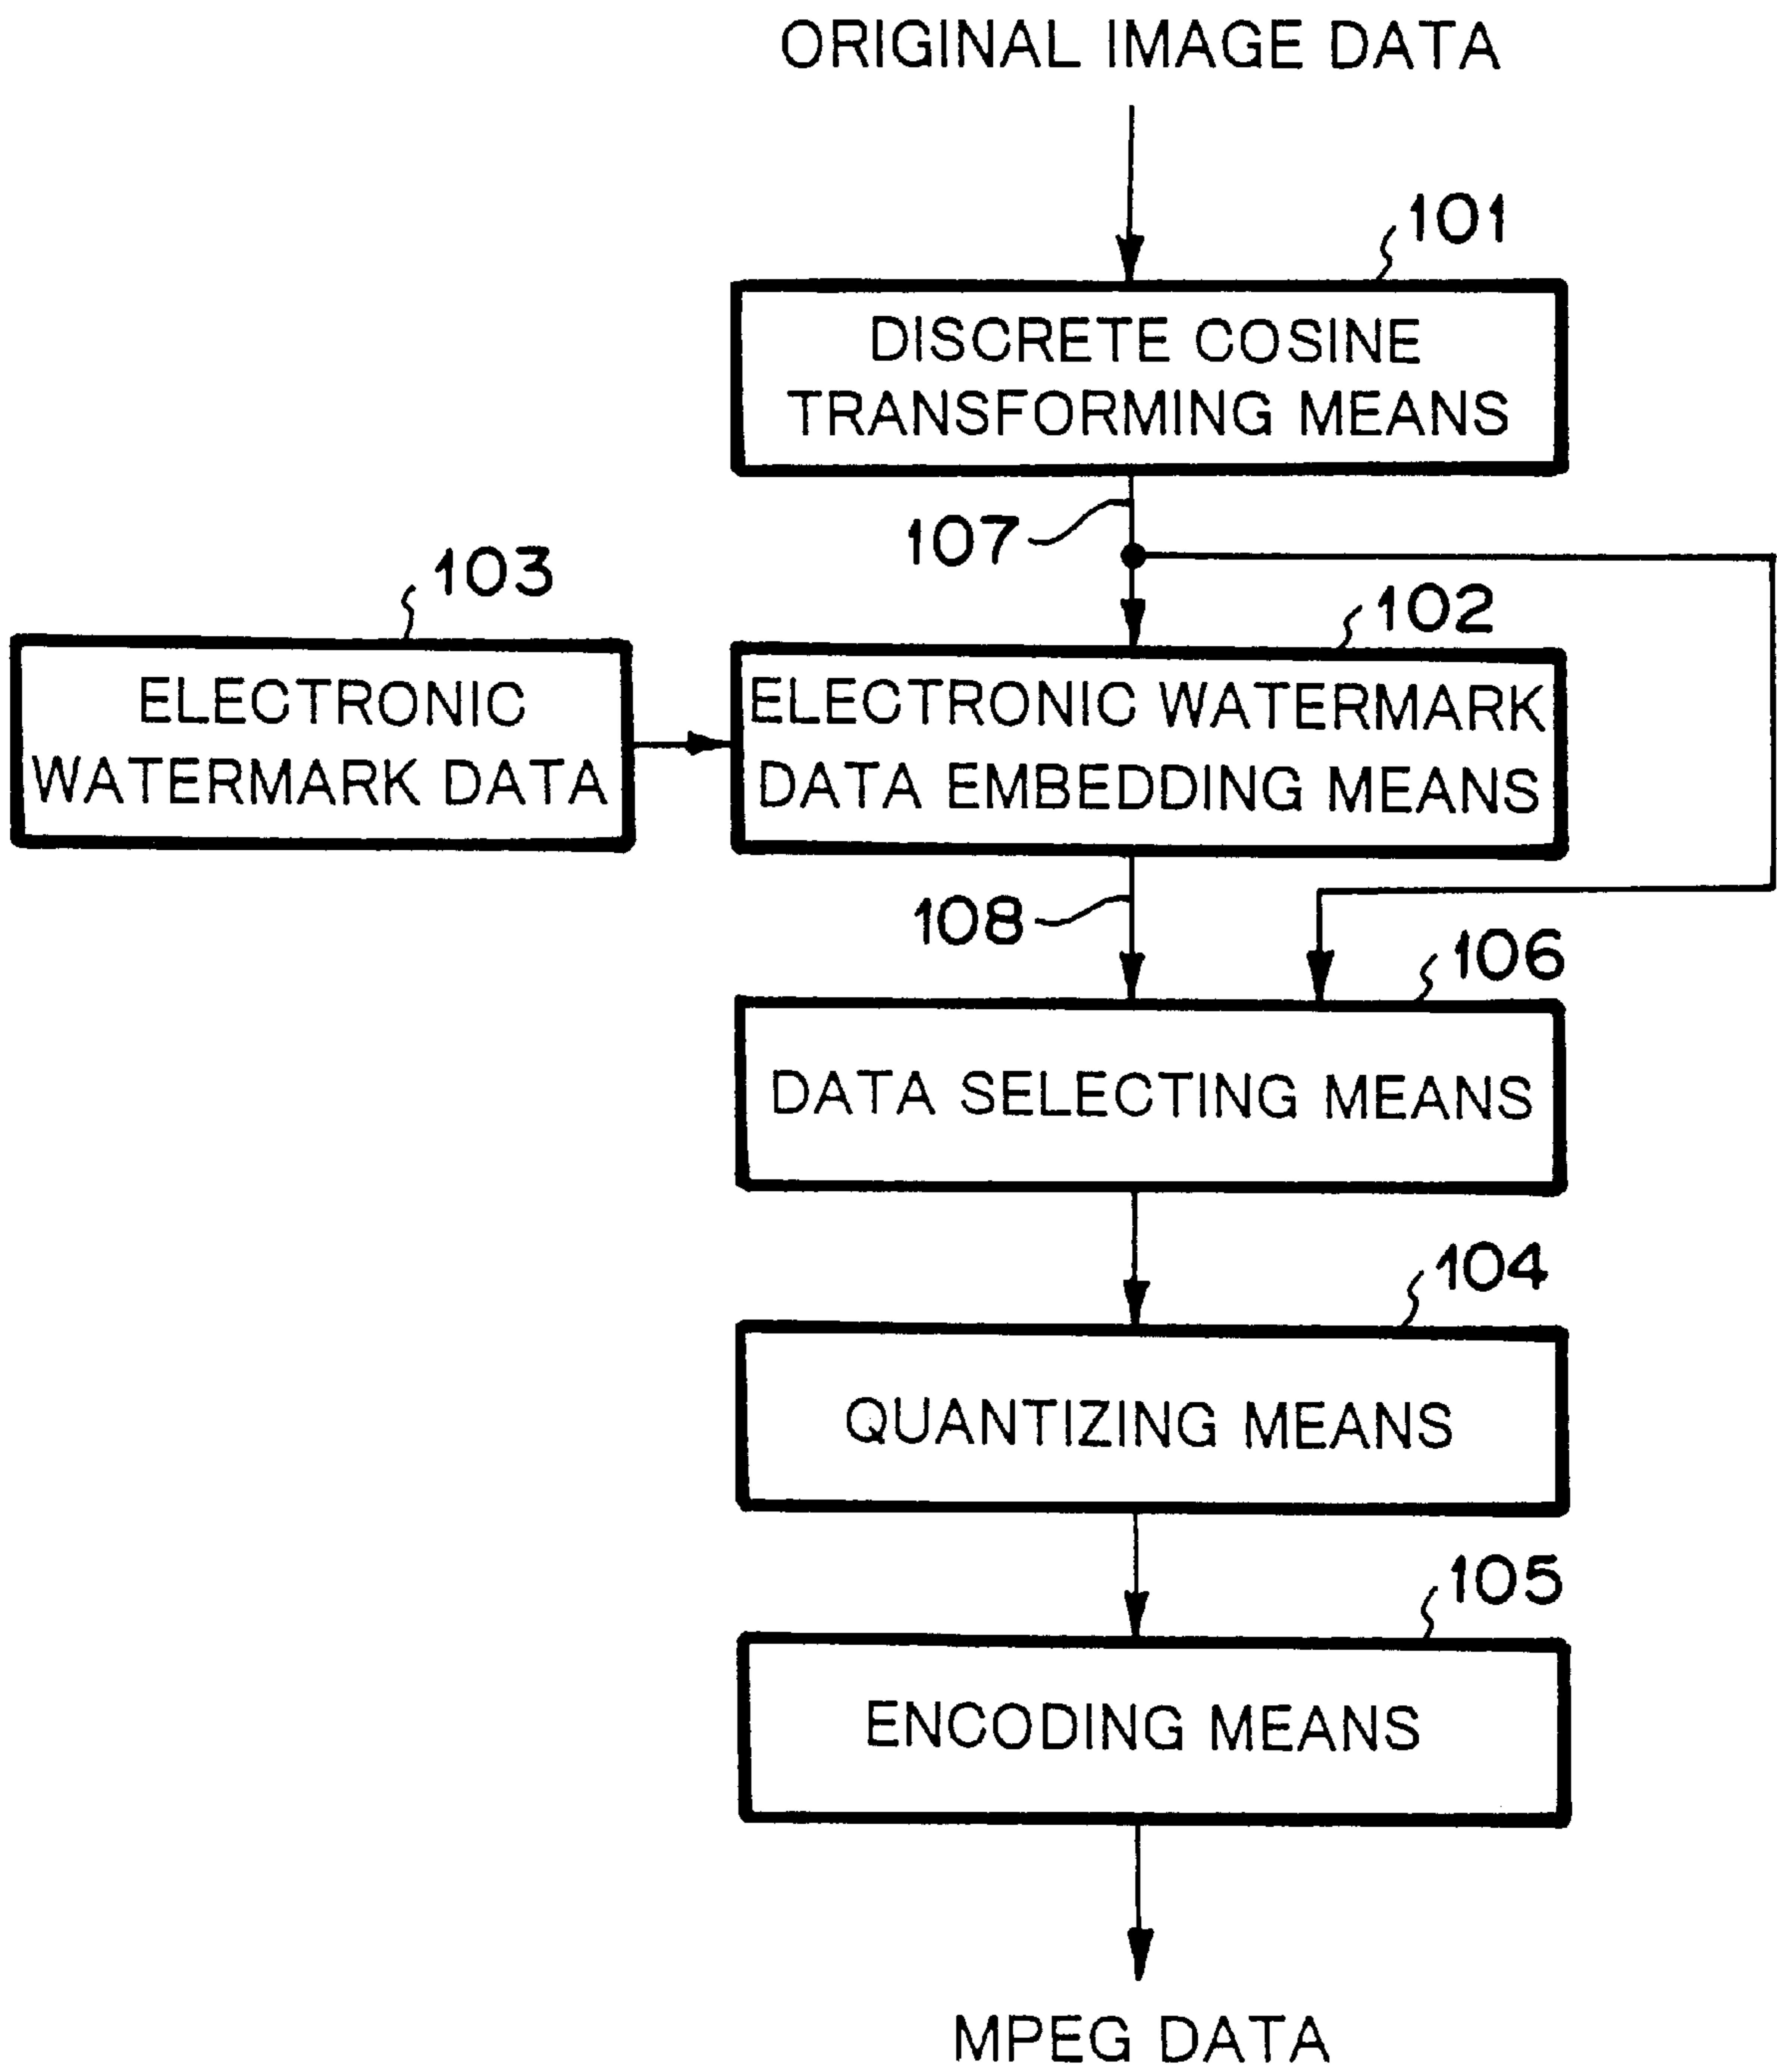 ORIGINAL IMAGE DATA
101
DISCRETE COSINE
TRANSFORMING MEANS
107
103
102
ELECTRONIC
WATERMARK DATA
ELECTRONIC WATERMARK
DATA EMBEDDING MEANS
108
106
DATA SELECTING MEANS
104
QUANTIZING MEANS
105
ENCODING MEANS
MPEG DATA